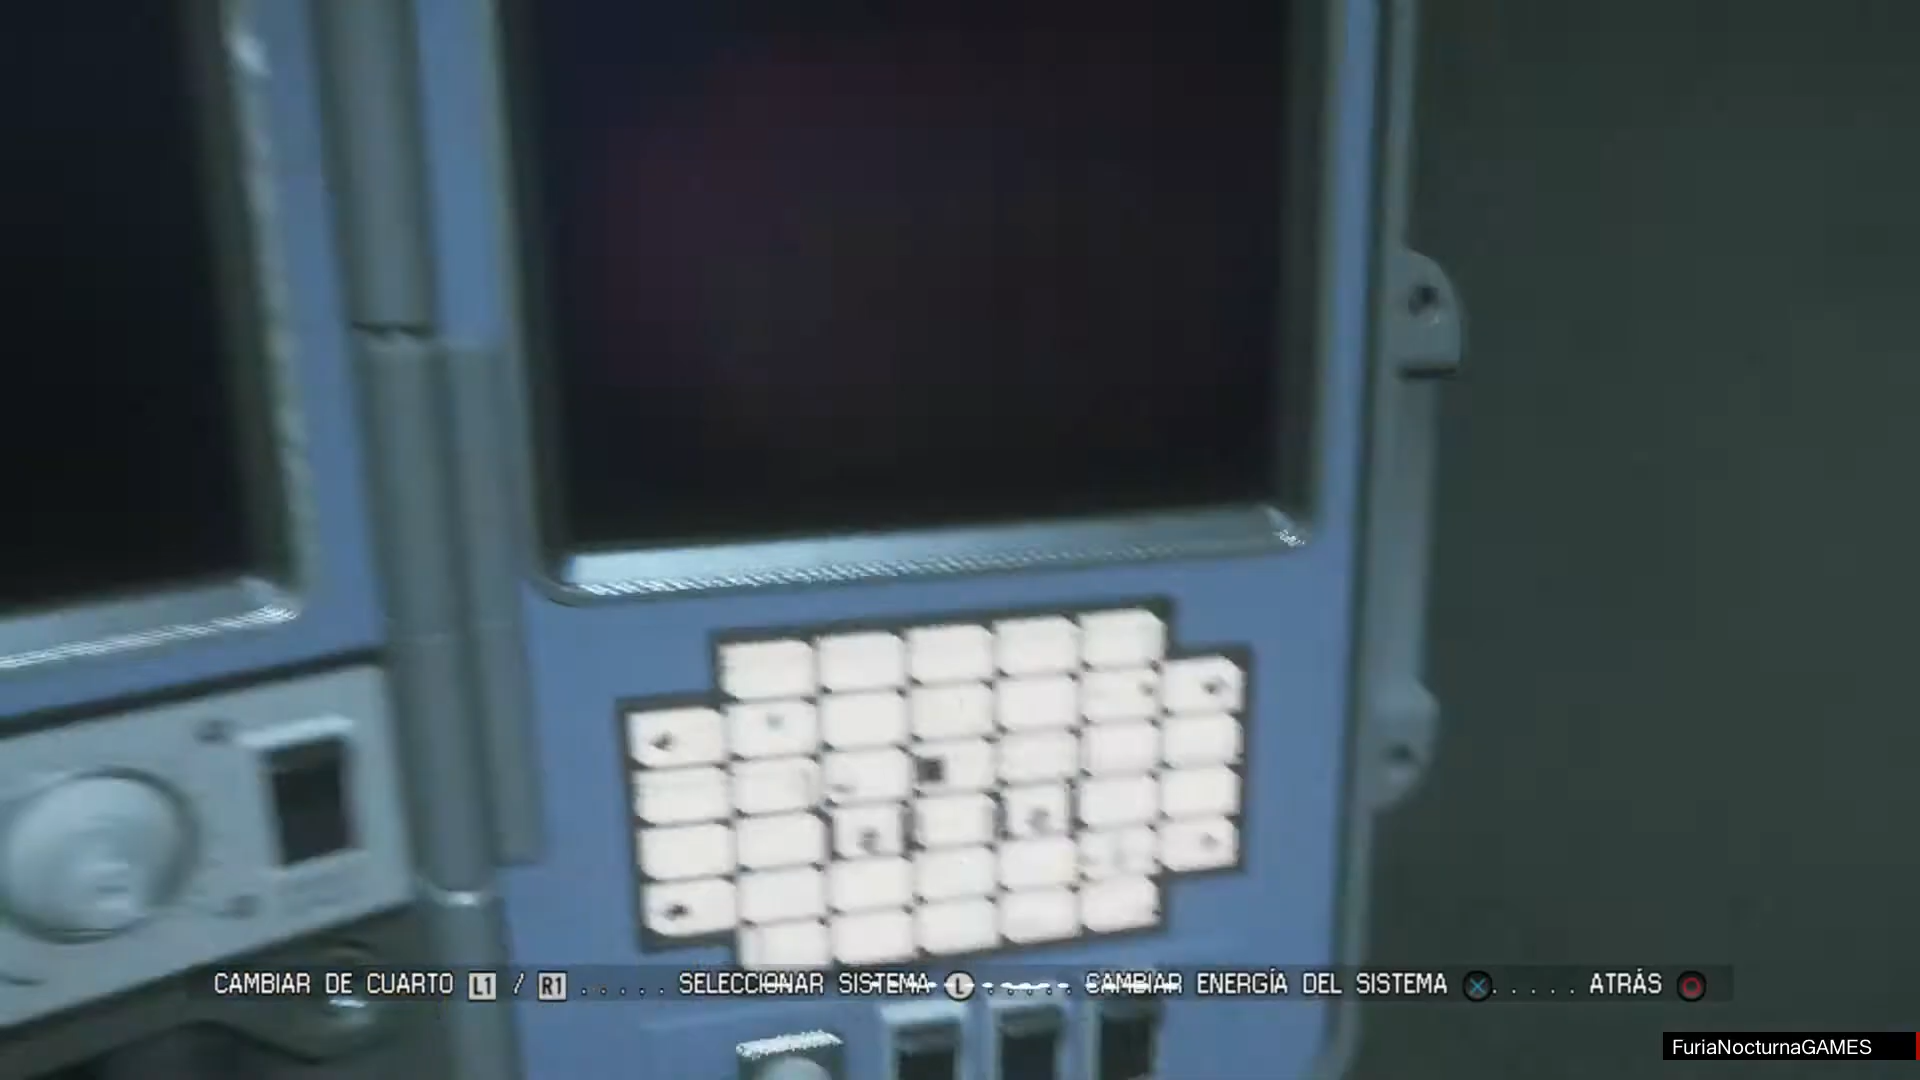 CAMBIAR DE CUARTO L1 / R1 ..... SELECCIONAR SISTEMA L ...... CAMBIAR ENERGÍA DEL SISTEMA X ...... ATRÁS O
FuriaNocturnaGAMES